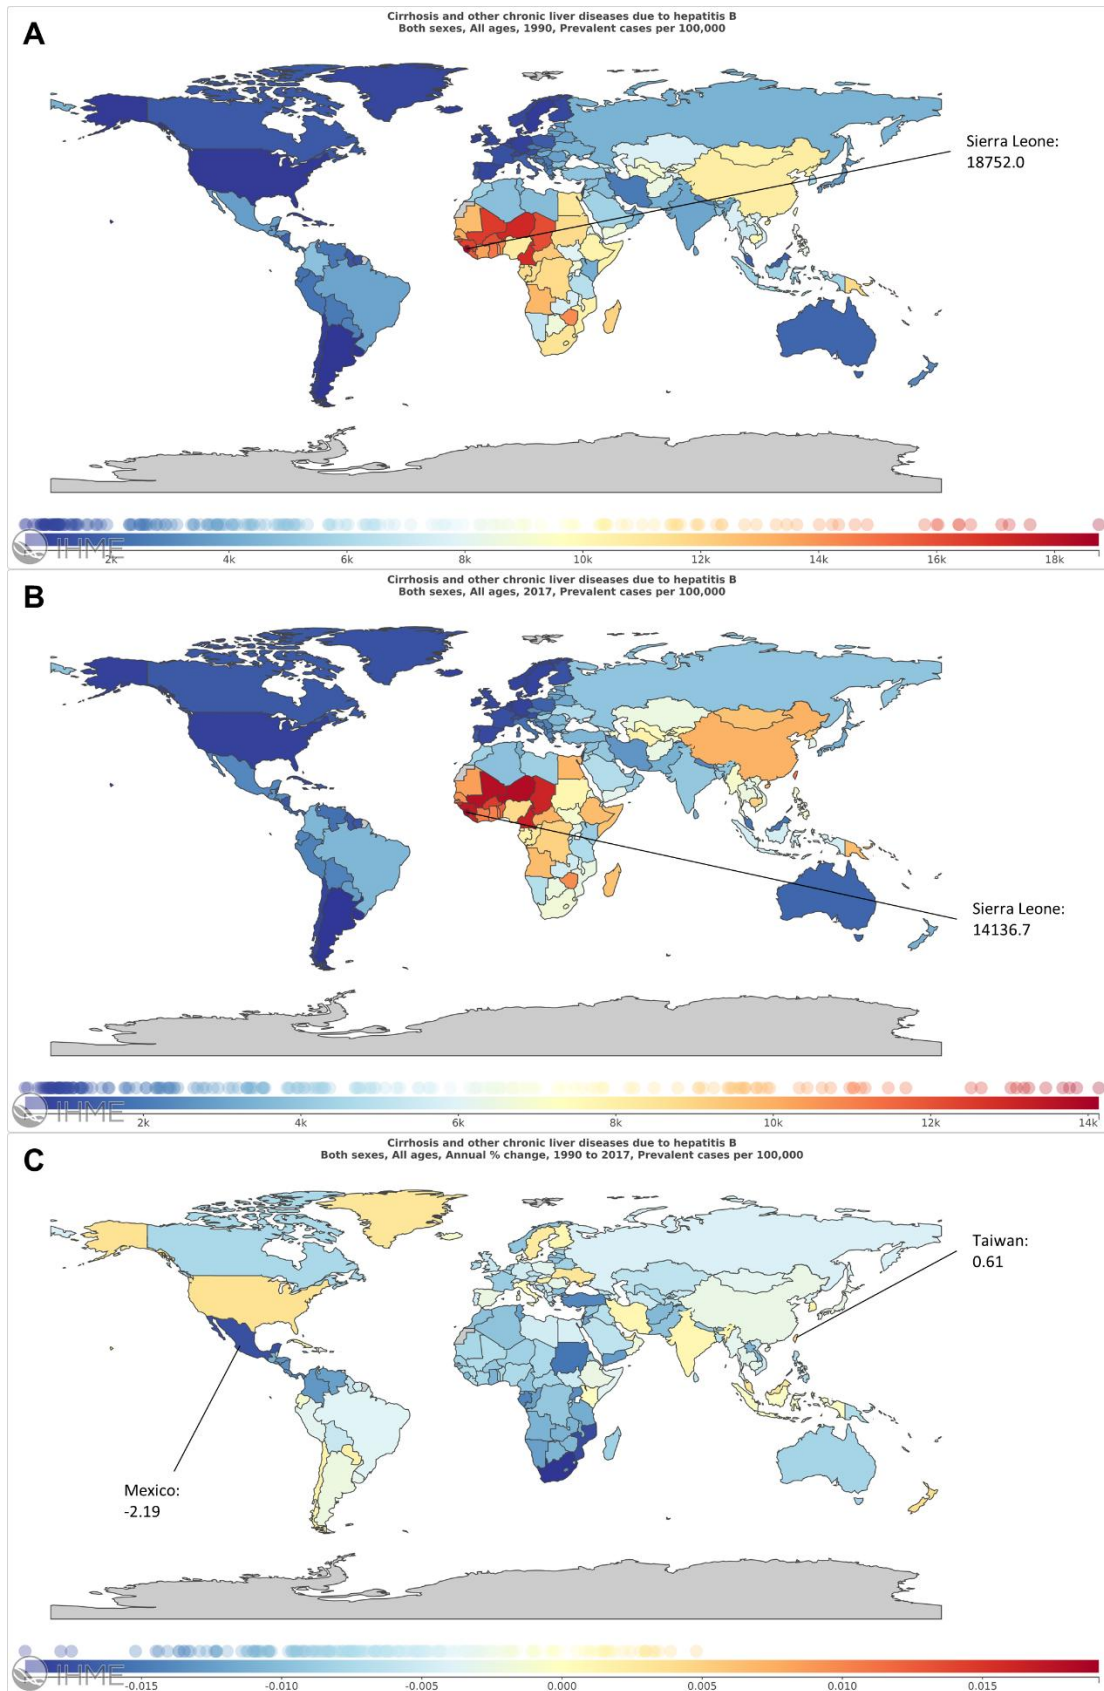 A
Cirrhosis and other chronic liver diseases due to hepatitis B
Both sexes, All ages, 1990, Prevalent cases per 100,000
Sierra Leone:
18752.0
IHME
2k 4k 6k 8k 10k 12k 14k 16k 18k
B
Cirrhosis and other chronic liver diseases due to hepatitis B
Both sexes, All ages, 2017, Prevalent cases per 100,000
Sierra Leone:
14136.7
IHME
2k 4k 6k 8k 10k 12k 14k
C
Cirrhosis and other chronic liver diseases due to hepatitis B
Both sexes, All ages, Annual % change, 1990 to 2017, Prevalent cases per 100,000
Taiwan:
0.61
Mexico:
-2.19
IHME
-0.015 -0.010 -0.005 0.000 0.005 0.010 0.015